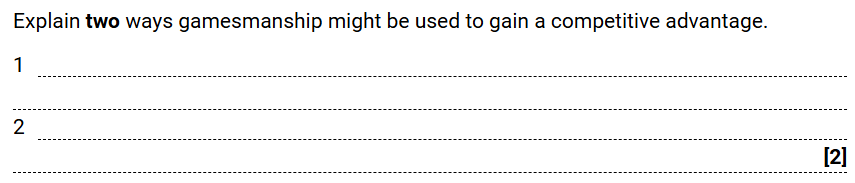 Explain two ways gamesmanship might be used to gain a competitive advantage.
1
2
[2]